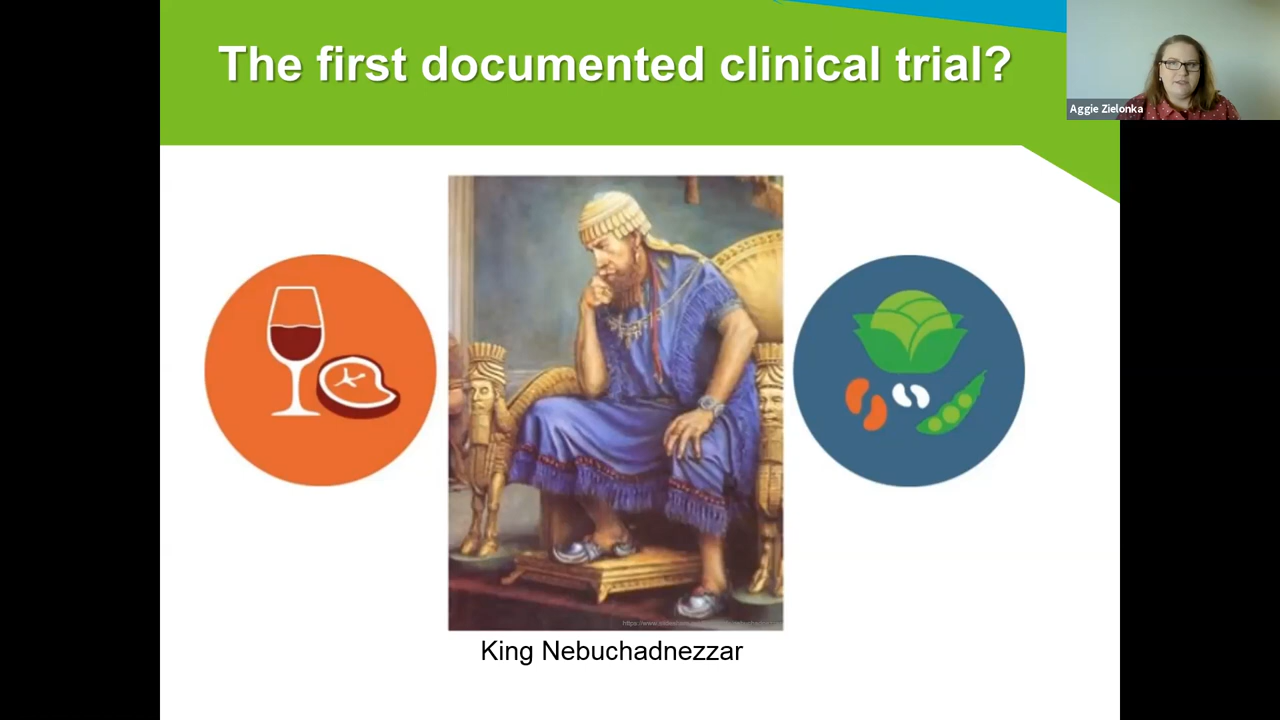 The first documented clinical trial?
Aggie Zielonka
King Nebuchadnezzar